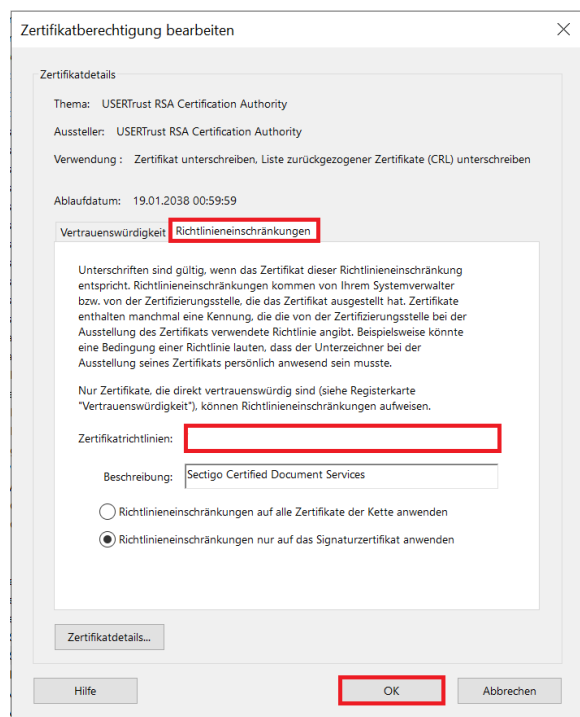 Zertifikatberechtigung bearbeiten
Zertifikatdetails
Thema: USERTrust RSA Certification Authority
Aussteller: USERTrust RSA Certification Authority
Verwendung : Zertifikat unterschreiben, Liste zurückgezogener Zertifikate (CRL) unterschreiben
Ablaufdatum: 19.01.2038 00:59:59
Vertrauenswürdigkeit Richtlinieneinschränkungen
Unterschriften sind gültig, wenn das Zertifikat dieser Richtlinieneinschränkung
entspricht. Richtlinieneinschränkungen kommen von Ihrem Systemverwalter
bzw. von der Zertifizierungsstelle, die das Zertifikat ausgestellt hat. Zertifikate
enthalten manchmal eine Kennung, die die von der Zertifizierungsstelle bei der
Ausstellung des Zertifikats verwendete Richtlinie angibt. Beispielsweise könnte
eine Bedingung einer Richtlinie lauten, dass der Unterzeichner bei der
Ausstellung seines Zertifikats persönlich anwesend sein musste.
Nur Zertifikate, die direkt vertrauenswürdig sind (siehe Registerkarte
"Vertrauenswürdigkeit"), können Richtlinieneinschränkungen aufweisen.
Zertifikatrichtlinien:
Beschreibung: Sectigo Certified Document Services
Richtlinieneinschränkungen auf alle Zertifikate der Kette anwenden
Richtlinieneinschränkungen nur auf das Signaturzertifikat anwenden
Zertifikatdetails...
Hilfe OK Abbrechen